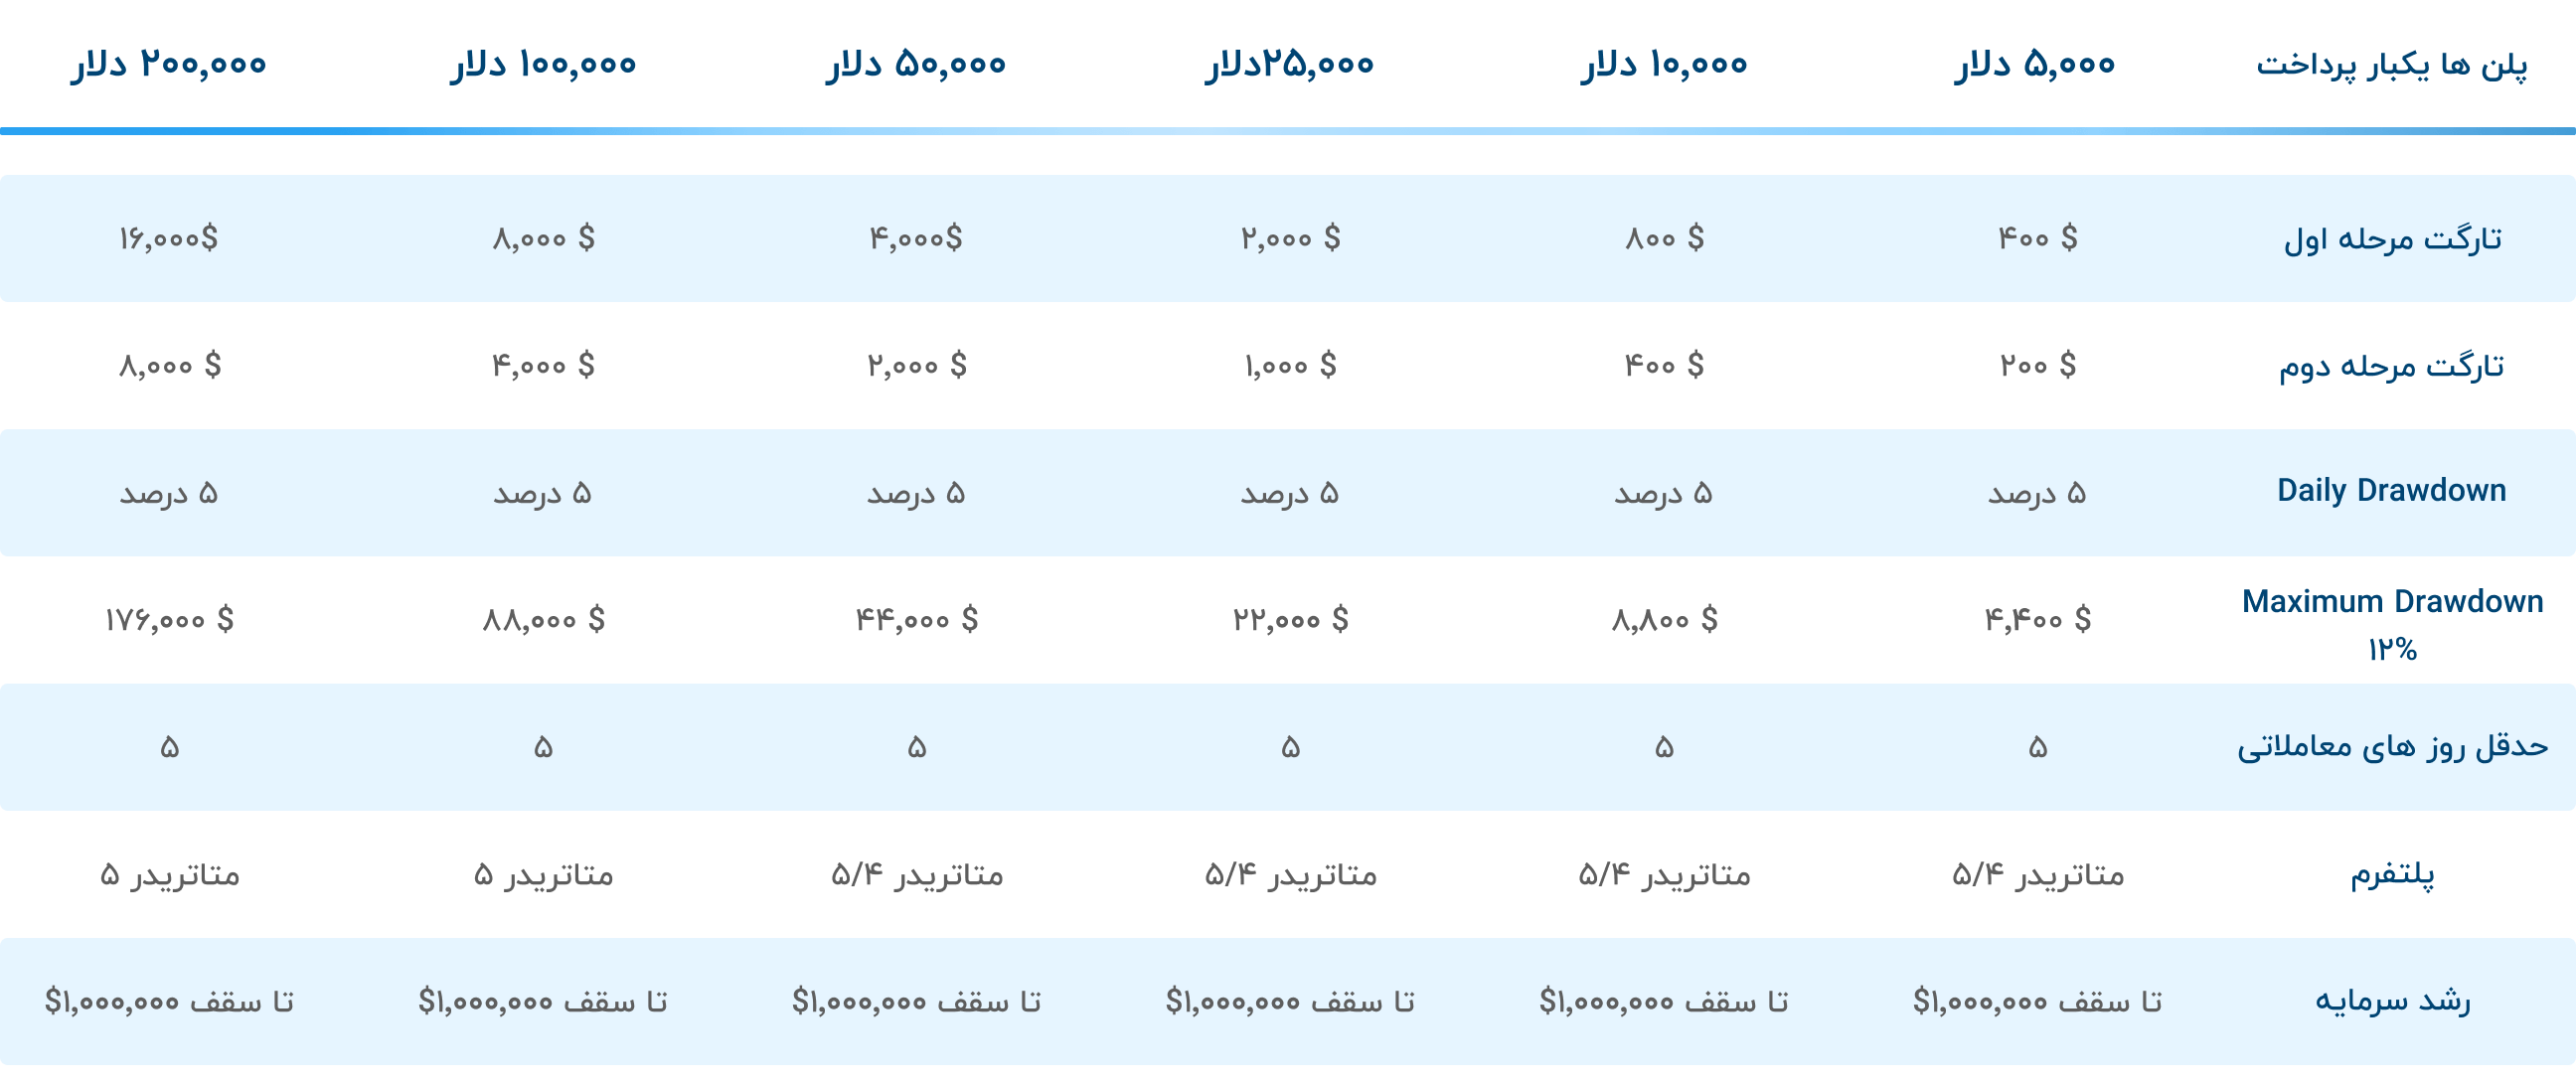 پلن ها یکبار پرداخت ۵,۰۰۰ دلار ۱۰,۰۰۰ دلار ۲۵,۰۰۰دلار ۵۰,۰۰۰ دلار ۱۰۰,۰۰۰ دلار ۲۰۰,۰۰۰ دلار
تارگت مرحله اول ۴۰۰ $ ۸۰۰ $ ۲,۰۰۰ $ ۴,۰۰۰$ ۸,۰۰۰ $ ۱۶,۰۰۰$
تارگت مرحله دوم ۲۰۰ $ ۴۰۰ $ ۱,۰۰۰ $ ۲,۰۰۰ $ ۴,۰۰۰ $ ۸,۰۰۰ $
Daily Drawdown ۵ درصد ۵ درصد ۵ درصد ۵ درصد ۵ درصد ۵ درصد
Maximum Drawdown
۱۲%
۴,۴۰۰ $ ۸,۸۰۰ $ ۲۲,۰۰۰ $ ۴۴,۰۰۰ $ ۸۸,۰۰۰ $ ۱۷۶,۰۰۰ $
حدقل روز های معاملاتی ۵ ۵ ۵ ۵ ۵ ۵
پلتفرم متاتریدر ۵/۴ متاتریدر ۵/۴ متاتریدر ۵/۴ متاتریدر ۵/۴ متاتریدر ۵ متاتریدر ۵
رشد سرمایه تا سقف ۱,۰۰۰,۰۰۰$ تا سقف ۱,۰۰۰,۰۰۰$ تا سقف ۱,۰۰۰,۰۰۰$ تا سقف ۱,۰۰۰,۰۰۰$ تا سقف ۱,۰۰۰,۰۰۰$ تا سقف ۱,۰۰۰,۰۰۰$